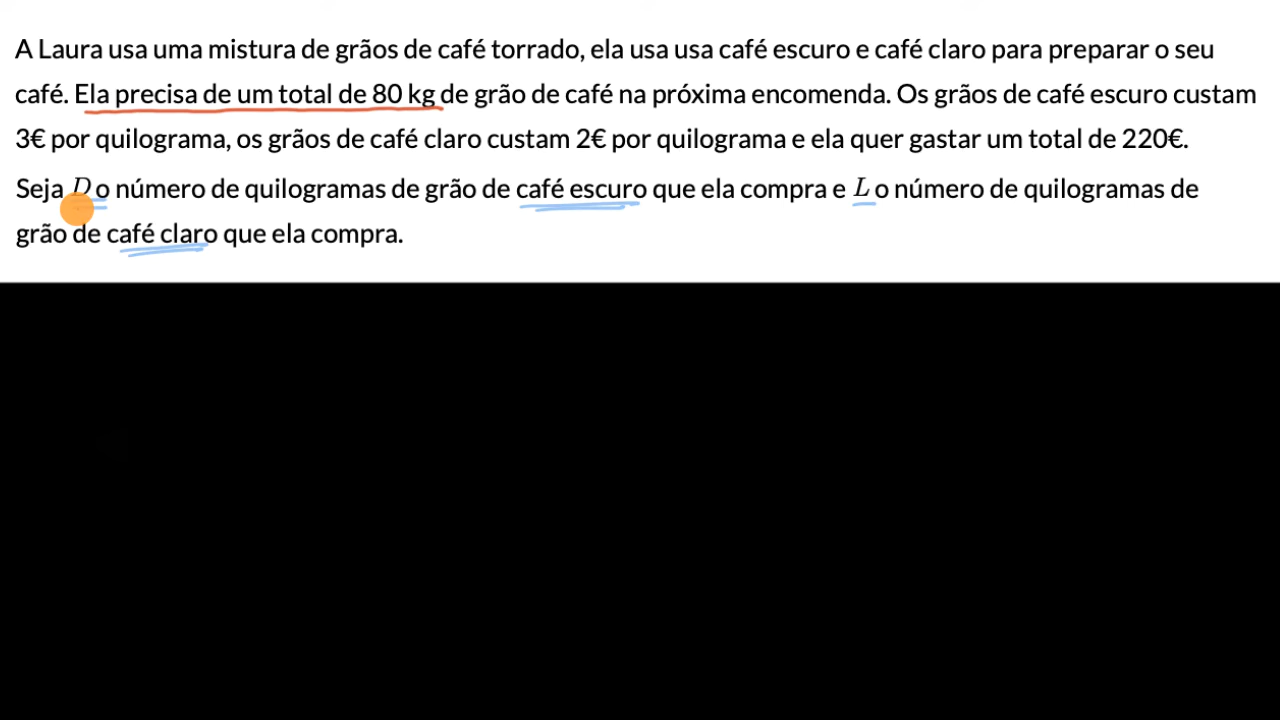 A Laura usa uma mistura de grãos de café torrado, ela usa usa café escuro e café claro para preparar o seu
café. Ela precisa de um total de 80 kg de grão de café na próxima encomenda. Os grãos de café escuro custam
3€ por quilograma, os grãos de café claro custam 2€ por quilograma e ela quer gastar um total de 220€.
Seja D o número de quilogramas de grão de café escuro que ela compra e L o número de quilogramas de
grão de café claro que ela compra.